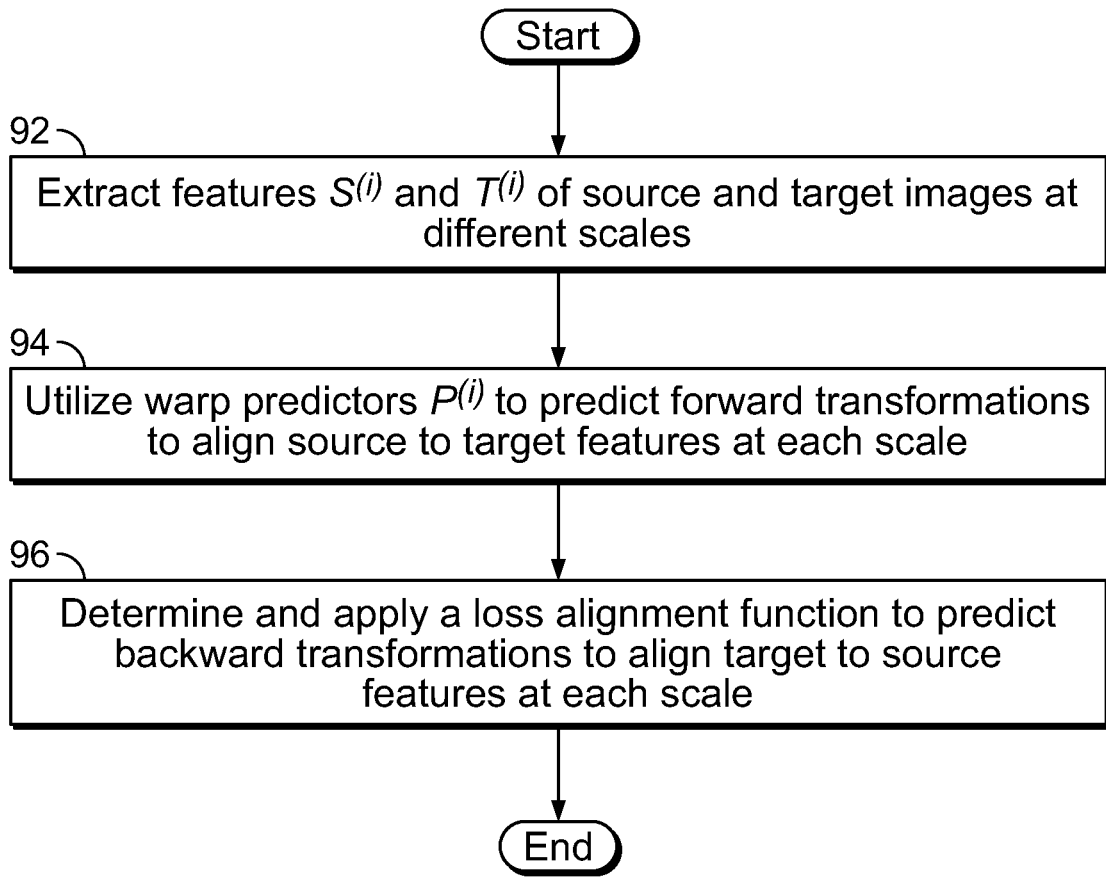 Start
92
Extract features S(i) and T(i) of source and target images at
different scales
94
Utilize warp predictors P(i) to predict forward transformations
to align source to target features at each scale
96
Determine and apply a loss alignment function to predict
backward transformations to align target to source
features at each scale
End